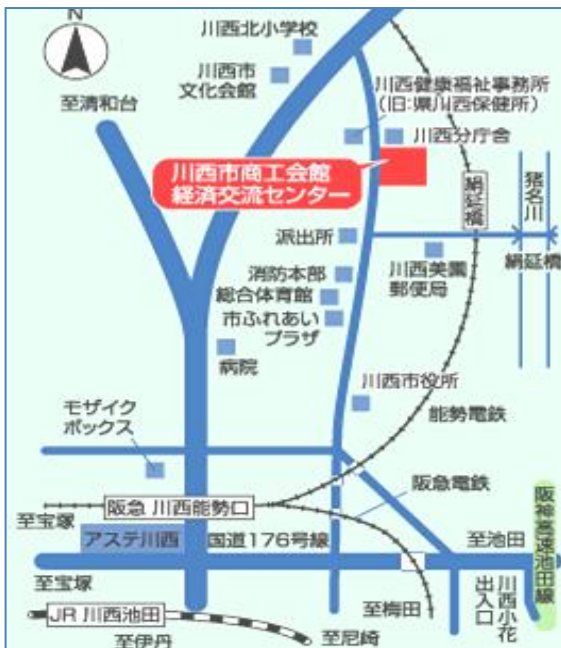 N
川西北小学校
川西市
文化会館
至清和台
川西健康福祉事務所
(旧:県川西保健所)
川西分庁舎
川西市商工会館
経済交流センター
絹延橋
猪名川
派出所
川西美園
郵便局
絹延橋
消防本部
総合体育館
市ふれあい
プラザ
病院
川西市役所
モザイク
ボックス
能勢電鉄
阪急電鉄
阪急 川西能勢口
至宝塚
アステ川西
国道176号線
至池田
阪神高速池田線
至宝塚
川西小花
出入口
JR 川西池田
至梅田
至伊丹
至尼崎